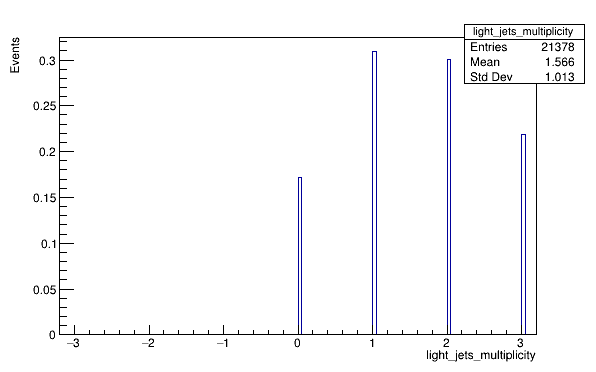 light_jets_multiplicity
Entries 21378
Mean 1.566
Std Dev 1.013
Events
0.3
0.25
0.2
0.15
0.1
0.05
0
−3 −2 −1 0 1 2 3
light_jets_multiplicity